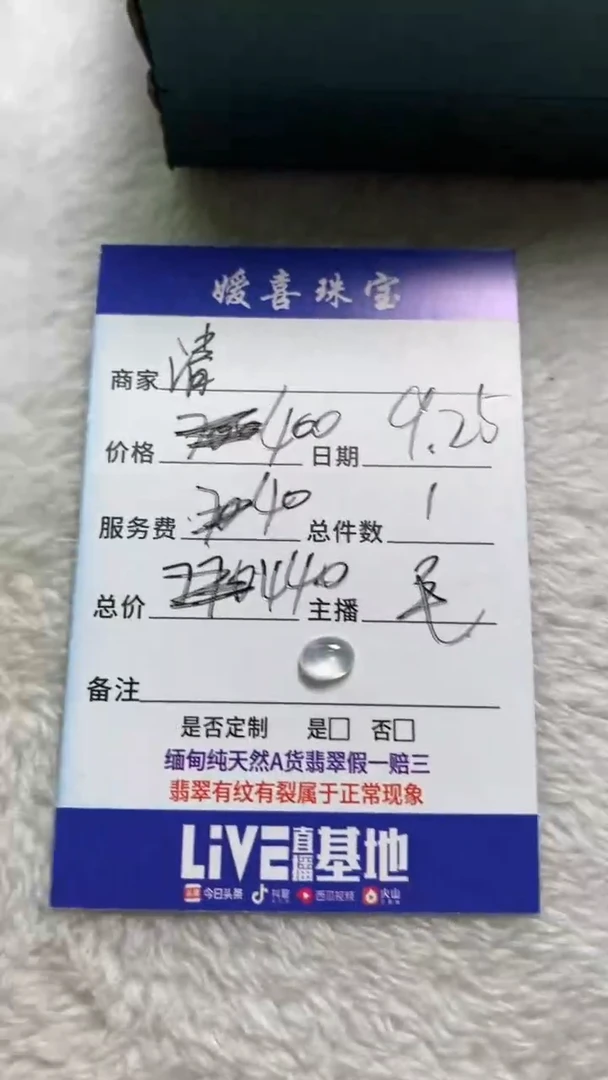 媛喜珠宝
商家 清
价格 400 日期 9.25
服务费 40 总件数 1
总价 440 主播
备注
是否定制 是□ 否□
缅甸纯天然A货翡翠假一赔三
翡翠有纹有裂属于正常现象
LiVE直播基地
头条 今日头条 抖音 西瓜视频 火山